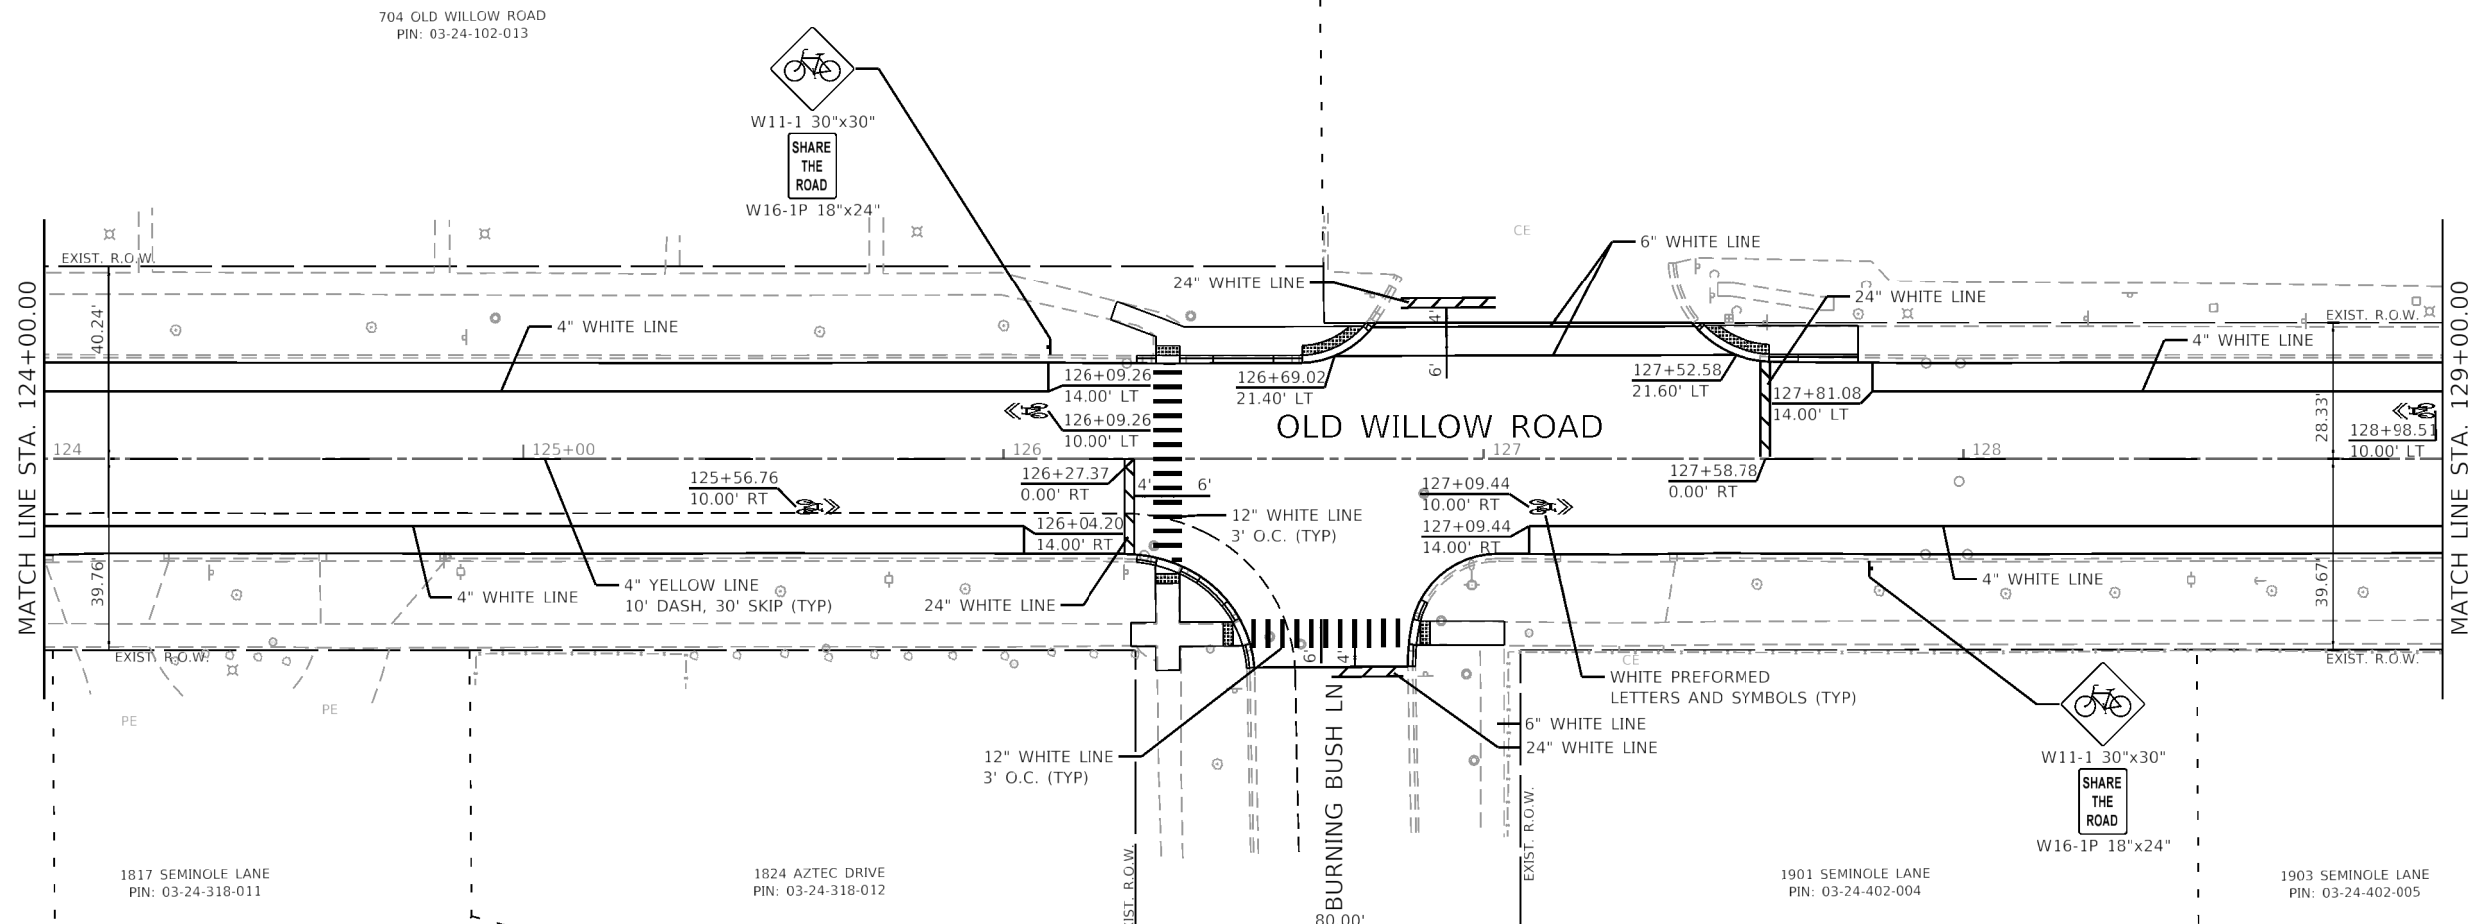 704 OLD WILLOW ROAD
PIN: 03-24-102-013
W11-1 30"x30"
SHARE
THE
ROAD
W16-1P 18"x24"
CE
EXIST. R.O.W.
6" WHITE LINE
24" WHITE LINE
24" WHITE LINE
EXIST. R.O.W.
MATCH LINE STA. 124+00.00
40.24'
4" WHITE LINE
4'
6'
4" WHITE LINE
MATCH LINE STA. 129+00.00
126+09.26
14.00' LT
126+69.02
21.40' LT
127+52.58
21.60' LT
127+81.08
14.00' LT
126+09.26
10.00' LT
OLD WILLOW ROAD
28.33'
128+98.51
10.00' LT
124
125+00
126
127
128
125+56.76
10.00' RT
126+27.37
0.00' RT
4'
6'
127+09.44
10.00' RT
127+58.78
0.00' RT
126+04.20
14.00' RT
12" WHITE LINE
3' O.C. (TYP)
127+09.44
14.00' RT
39.76'
4" WHITE LINE
4" YELLOW LINE
10' DASH, 30' SKIP (TYP)
24" WHITE LINE
4" WHITE LINE
39.67'
EXIST. R.O.W.
6'
4'
CE
EXIST. R.O.W.
PE
PE
WHITE PREFORMED
LETTERS AND SYMBOLS (TYP)
6" WHITE LINE
24" WHITE LINE
12" WHITE LINE
3' O.C. (TYP)
BURNING BUSH LN
W11-1 30"x30"
SHARE
THE
ROAD
W16-1P 18"x24"
EXIST. R.O.W.
R.O.W.
1817 SEMINOLE LANE
PIN: 03-24-318-011
1824 AZTEC DRIVE
PIN: 03-24-318-012
1901 SEMINOLE LANE
PIN: 03-24-402-004
1903 SEMINOLE LANE
PIN: 03-24-402-005
80.00'